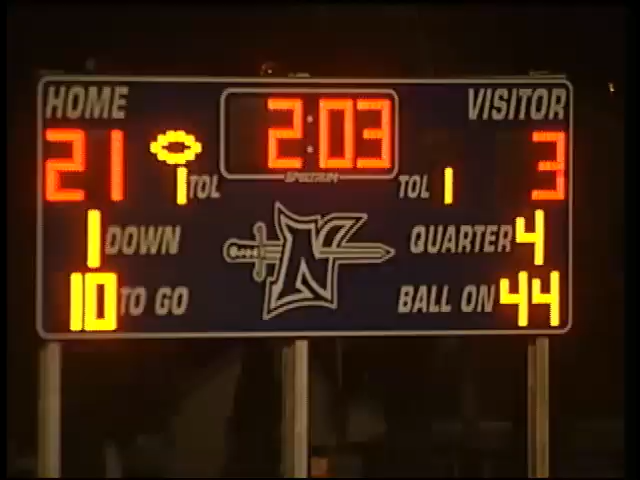 HOME 2:03 VISITOR
21 1 TOL SPECTRUM TOL 1 3
1 DOWN N QUARTER 4
10 TO GO BALL ON 44